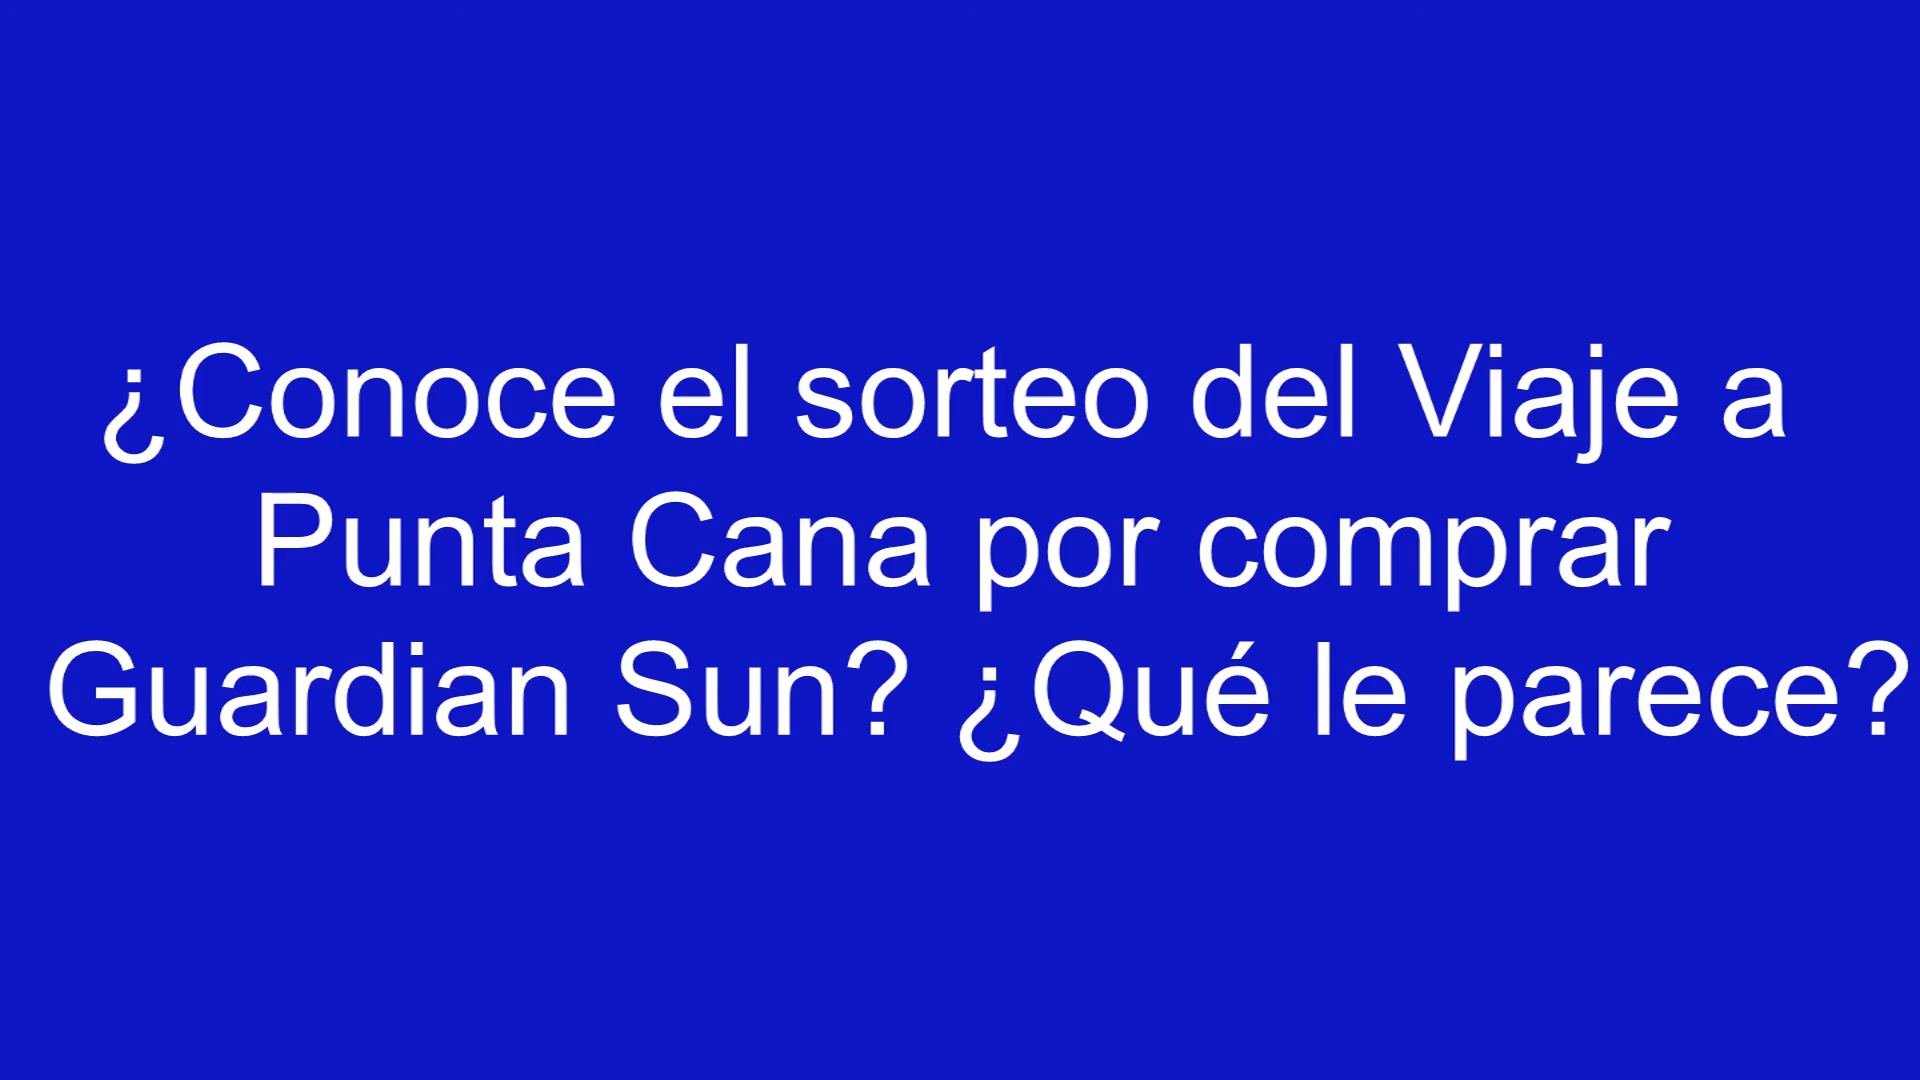 ¿Conoce el sorteo del Viaje a
Punta Cana por comprar
Guardian Sun? ¿Qué le parece?